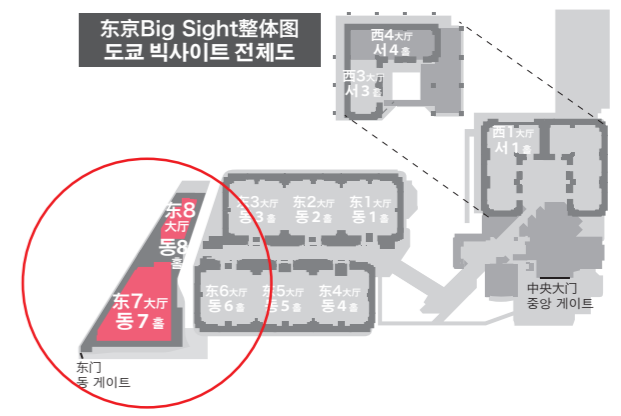 东京Big Sight整体图
도쿄 빅사이트 전체도
西4大厅
서4홀
西3大厅
서3홀
西1大厅
서1홀
东8
大厅
동8
홀
东3大厅
동3홀
东2大厅
동2홀
东1大厅
동1홀
东7大厅
동7홀
东6大厅
동6홀
东5大厅
동5홀
东4大厅
동4홀
中央大门
중앙 게이트
东门
동 게이트